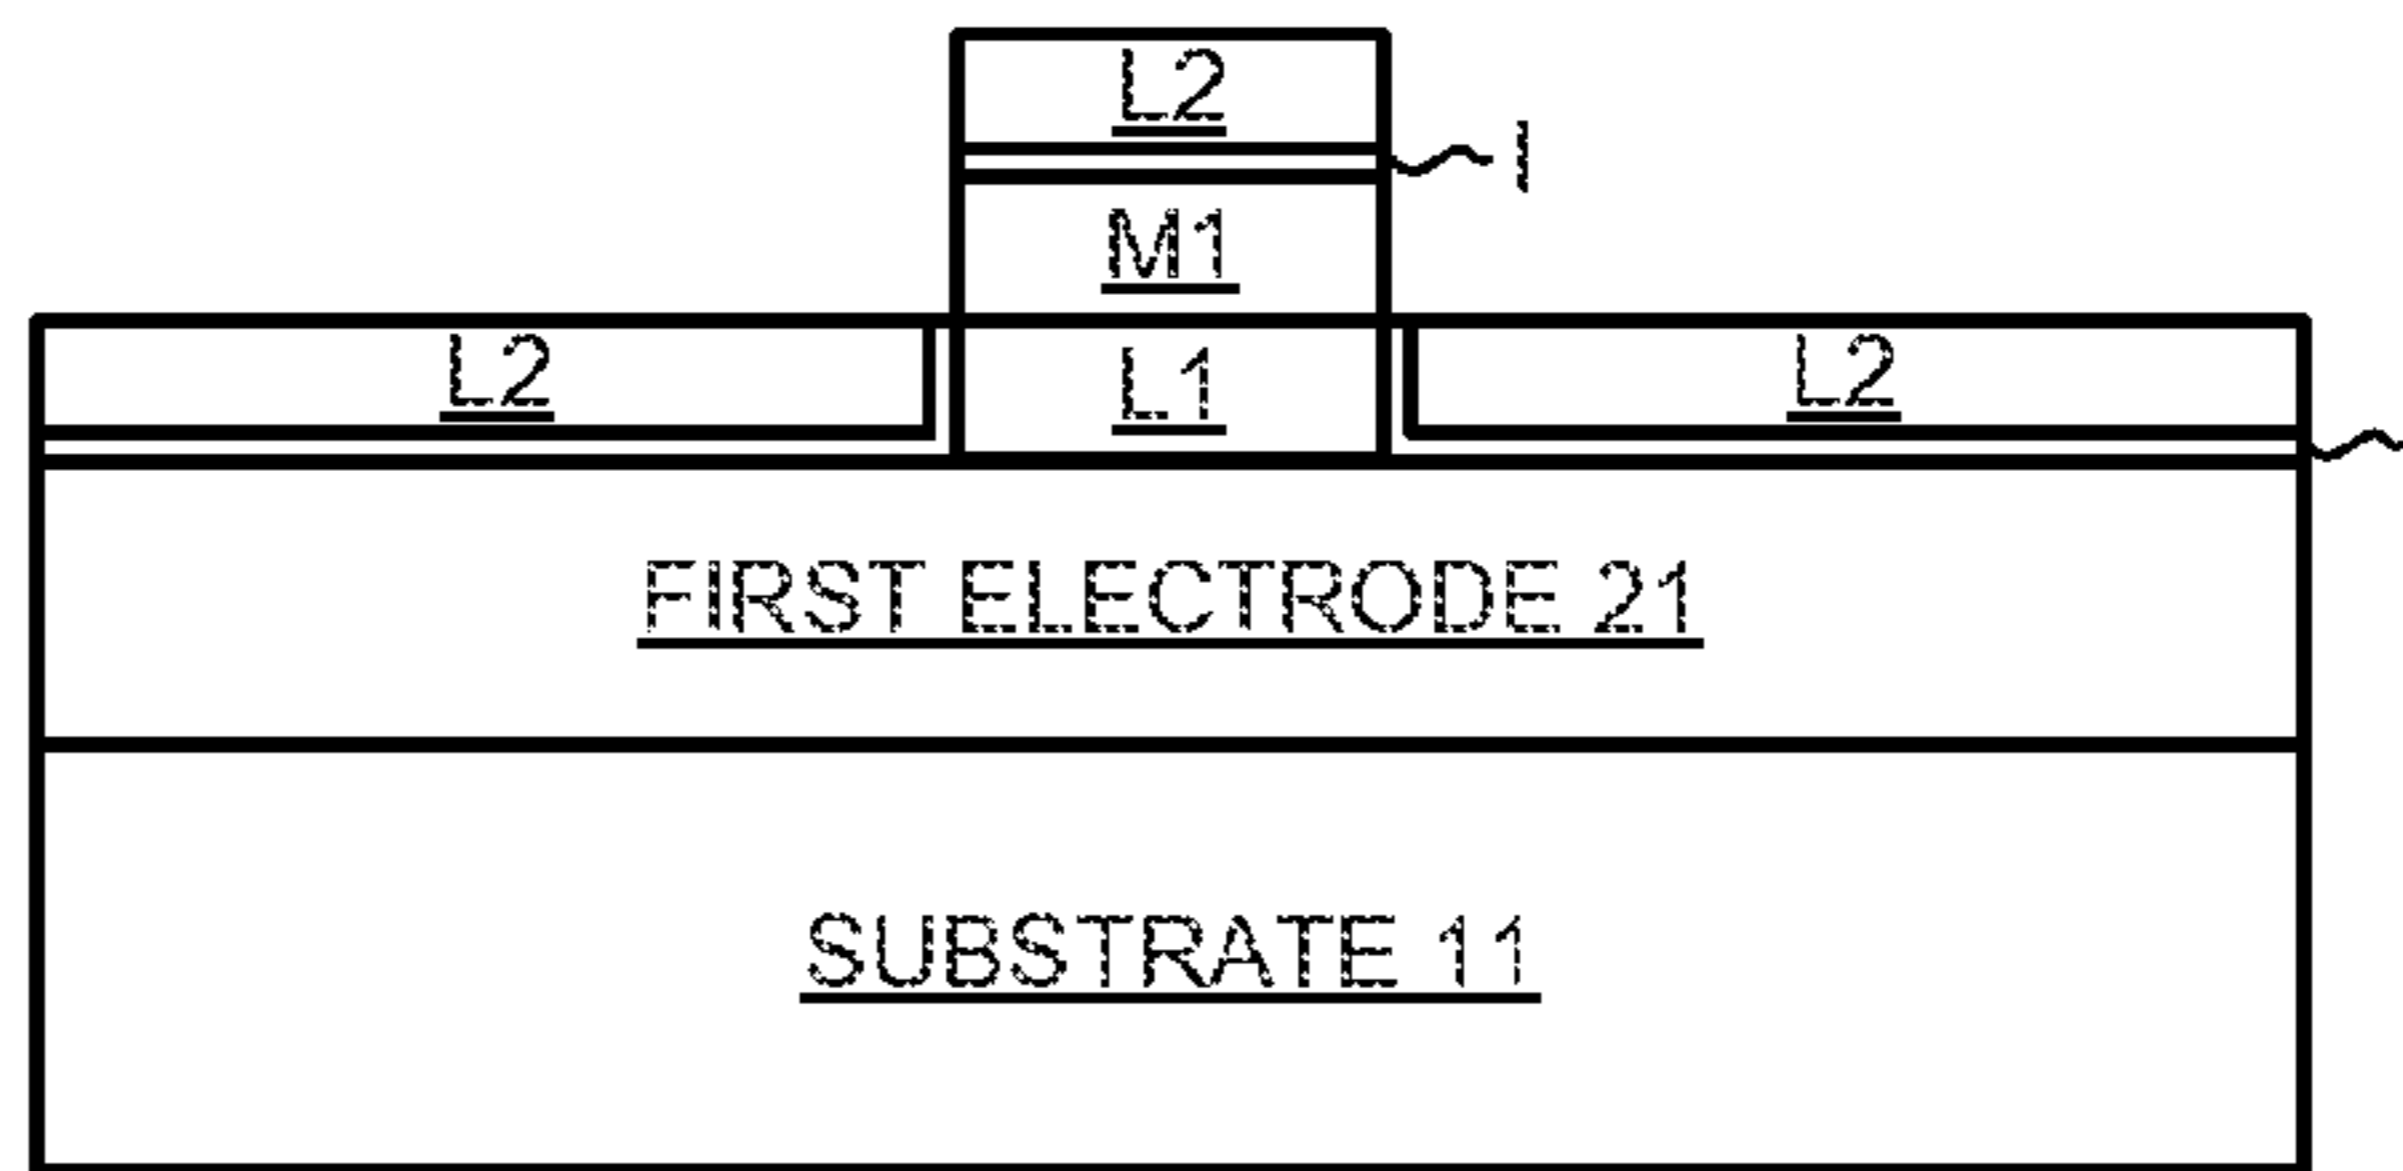 L2
I
M1
L2 L1 L2
FIRST ELECTRODE 21
SUBSTRATE 11